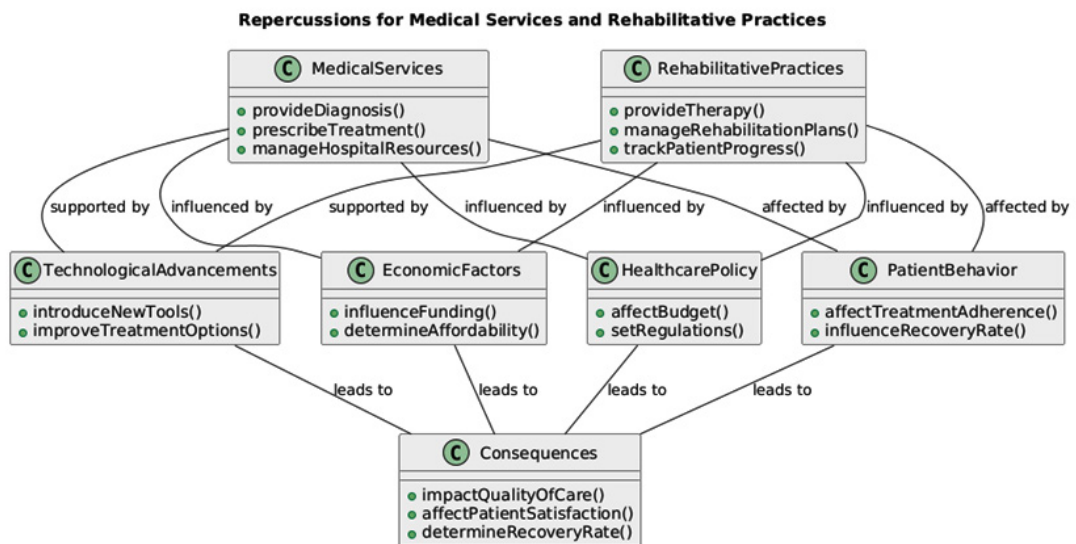 Repercussions for Medical Services and Rehabilitative Practices
C MedicalServices
provideDiagnosis()
prescribeTreatment()
manageHospitalResources()
C RehabilitativePractices
provideTherapy()
manageRehabilitationPlans()
trackPatientProgress()
supported by
influenced by
supported by
influenced by
influenced by
affected by
influenced by
affected by
C TechnologicalAdvancements
introduceNewTools()
improveTreatmentOptions()
C EconomicFactors
influenceFunding()
determineAffordability()
C HealthcarePolicy
affectBudget()
setRegulations()
C PatientBehavior
affectTreatmentAdherence()
influenceRecoveryRate()
leads to
leads to
leads to
leads to
C Consequences
impactQualityOfCare()
affectPatientSatisfaction()
determineRecoveryRate()